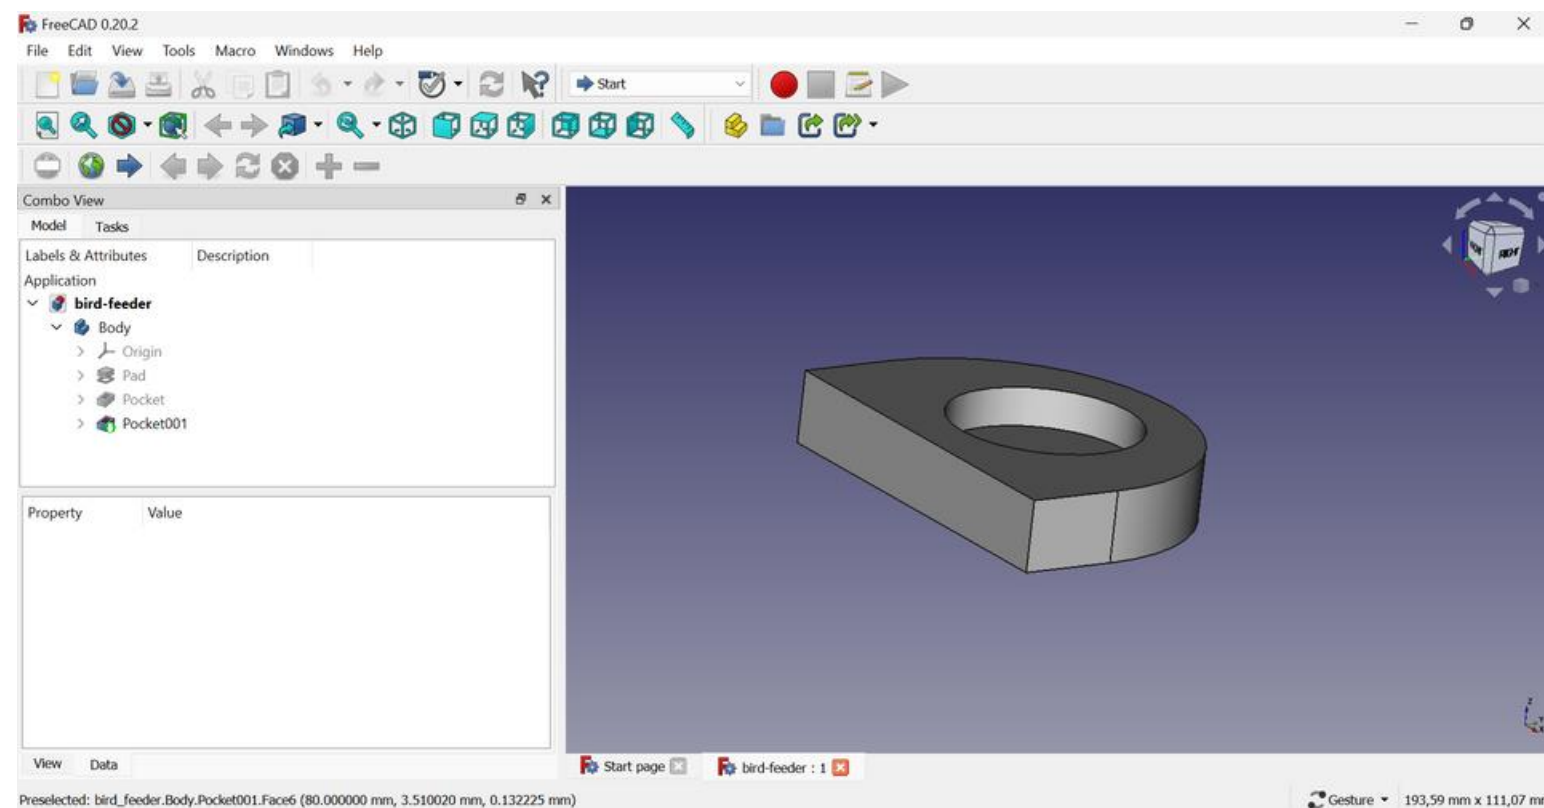 FreeCAD 0.20.2
File Edit View Tools Macro Windows Help
Start
Combo View
Model Tasks
Labels & Attributes Description
Application
bird-feeder
Body
Origin
Pad
Pocket
Pocket001
Property Value
View Data
RIGHT
Start page
bird-feeder : 1
Preselected: bird_feeder.Body.Pocket001.Face6 (80.000000 mm, 3.510020 mm, 0.132225 mm)
Gesture 193,59 mm x 111,07 mm